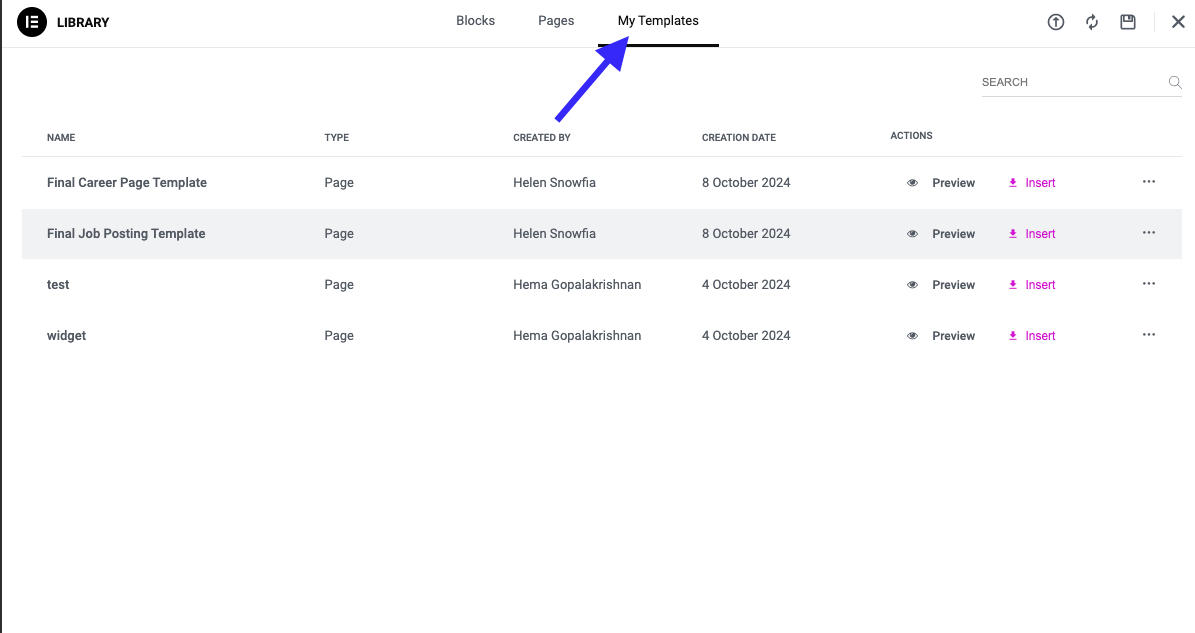 LIBRARY Blocks Pages My Templates
SEARCH
NAME TYPE CREATED BY CREATION DATE ACTIONS
Final Career Page Template Page Helen Snowfia 8 October 2024 Preview Insert ...
Final Job Posting Template Page Helen Snowfia 8 October 2024 Preview Insert ...
test Page Hema Gopalakrishnan 4 October 2024 Preview Insert ...
widget Page Hema Gopalakrishnan 4 October 2024 Preview Insert ...